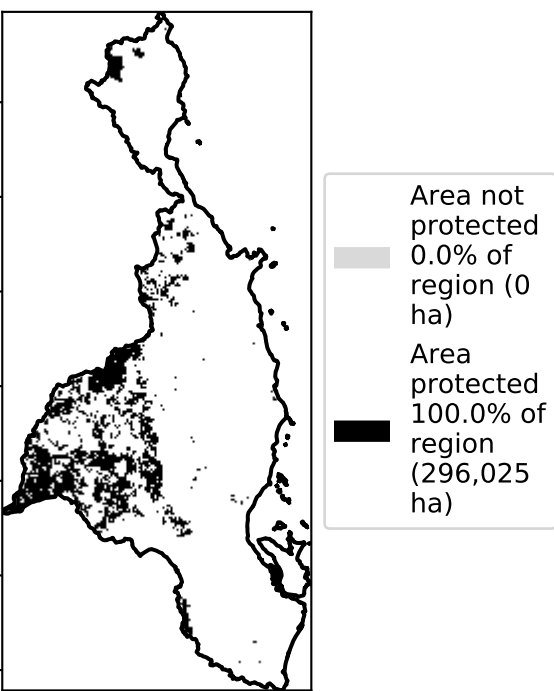 Area not
protected
0.0% of
region (0
ha)
Area
protected
100.0% of
region
(296,025
ha)